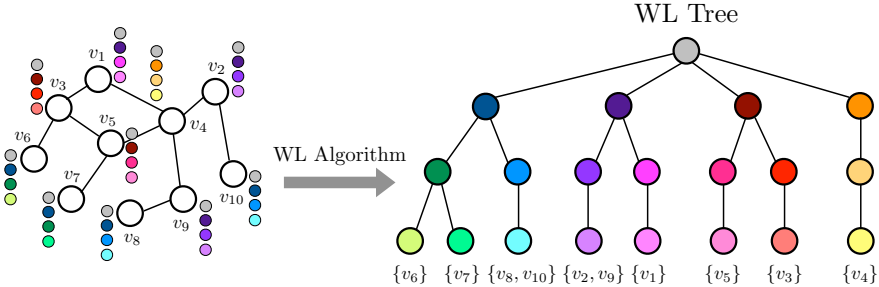 WL Tree
v1
v2
v3
v4
v5
v6
WL Algorithm
v7
v10
v8
v9
{v6} {v7} {v8, v10} {v2, v9} {v1} {v5} {v3} {v4}